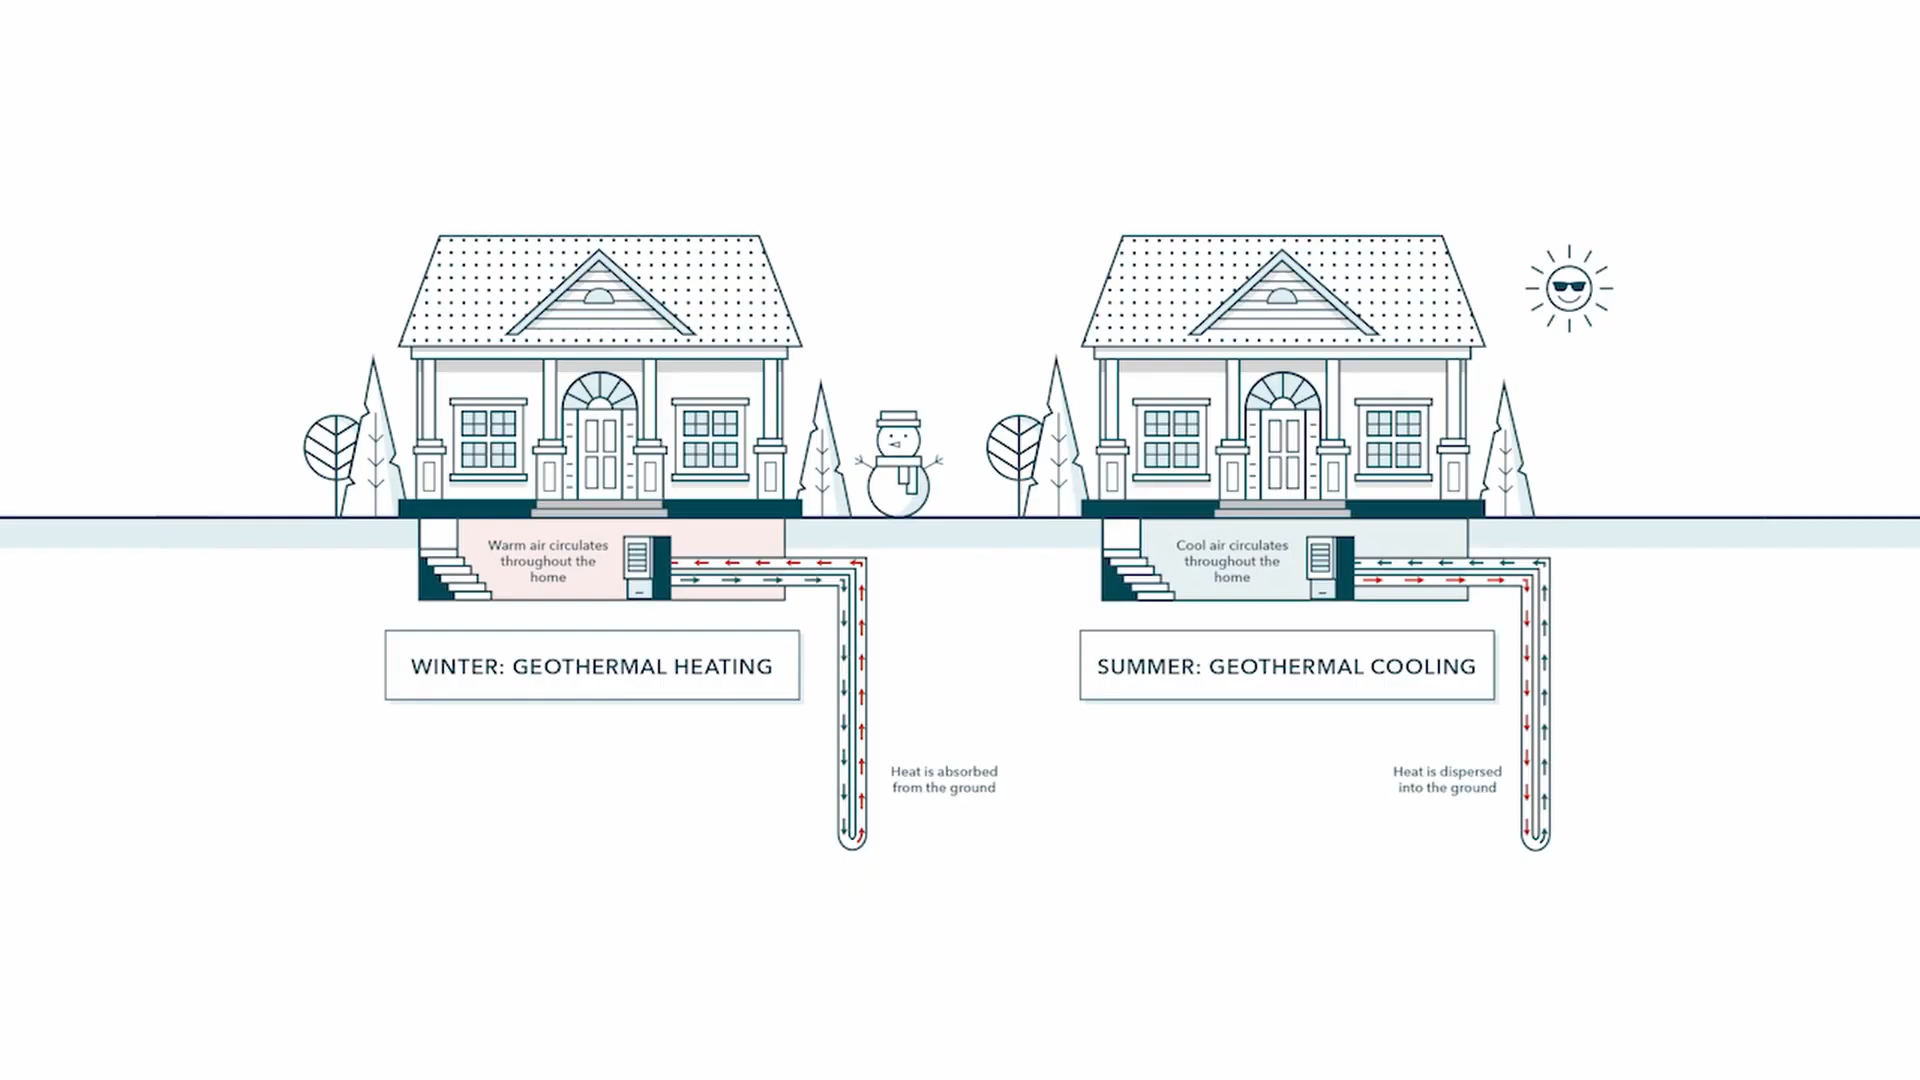 Warm air circulates
throughout the
home
WINTER: GEOTHERMAL HEATING
Heat is absorbed
from the ground
Cool air circulates
throughout the
home
SUMMER: GEOTHERMAL COOLING
Heat is dispersed
into the ground